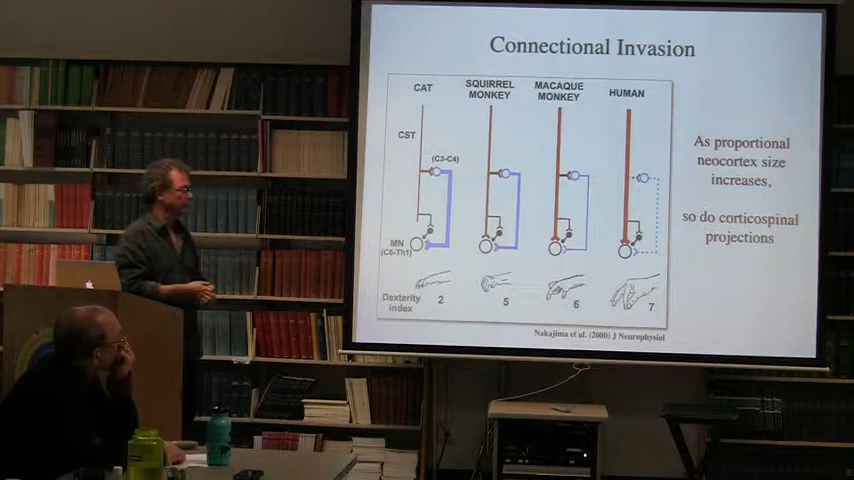 Connectional Invasion
CAT
SQUIRREL
MONKEY
MACAQUE
MONKEY
HUMAN
CST
(C3-C4)
MN
(C6-Th1)
Dexterity
index
2
5
6
7
Nakajima et al. (2000) J Neurophysiol
As proportional
neocortex size
increases,
so do corticospinal
projections